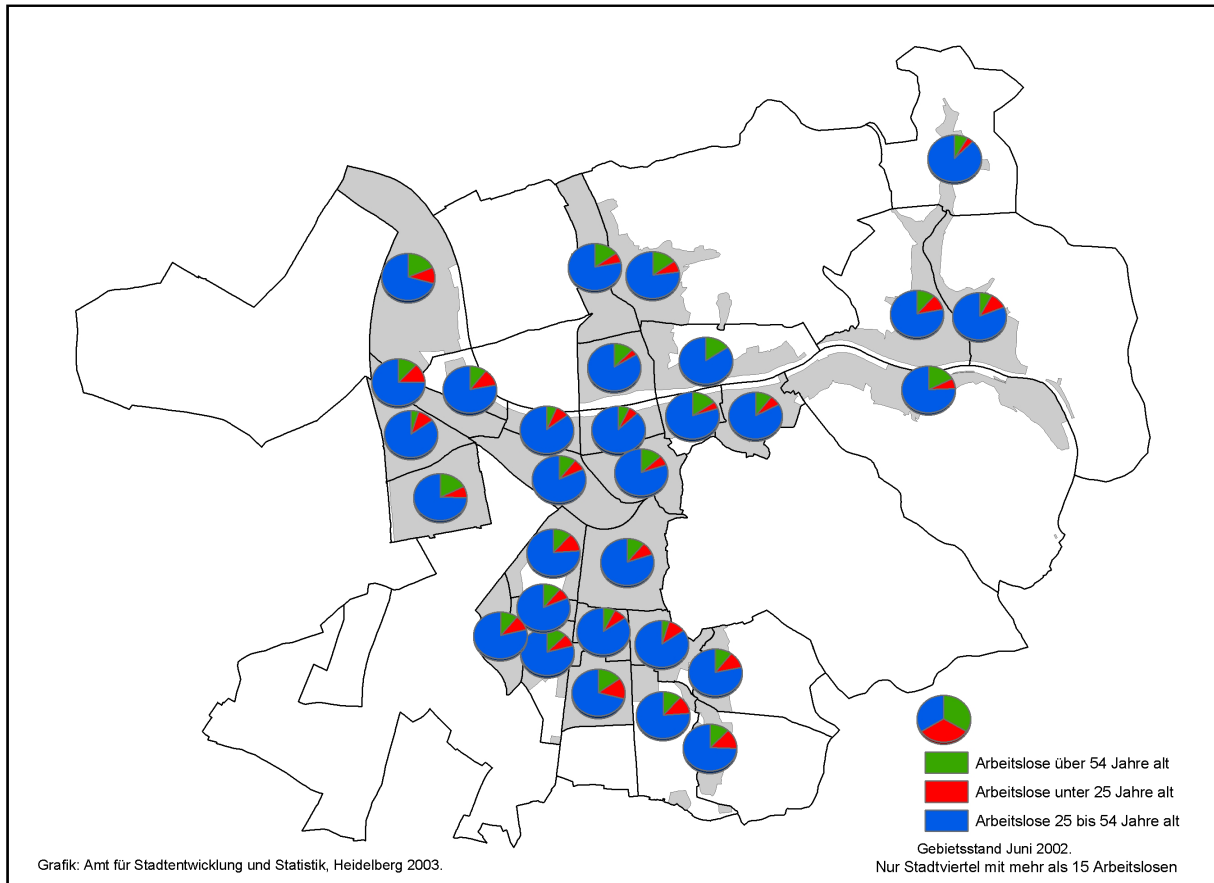 Arbeitslose über 54 Jahre alt
Arbeitslose unter 25 Jahre alt
Arbeitslose 25 bis 54 Jahre alt
Gebietsstand Juni 2002.
Nur Stadtviertel mit mehr als 15 Arbeitslosen
Grafik: Amt für Stadtentwicklung und Statistik, Heidelberg 2003.